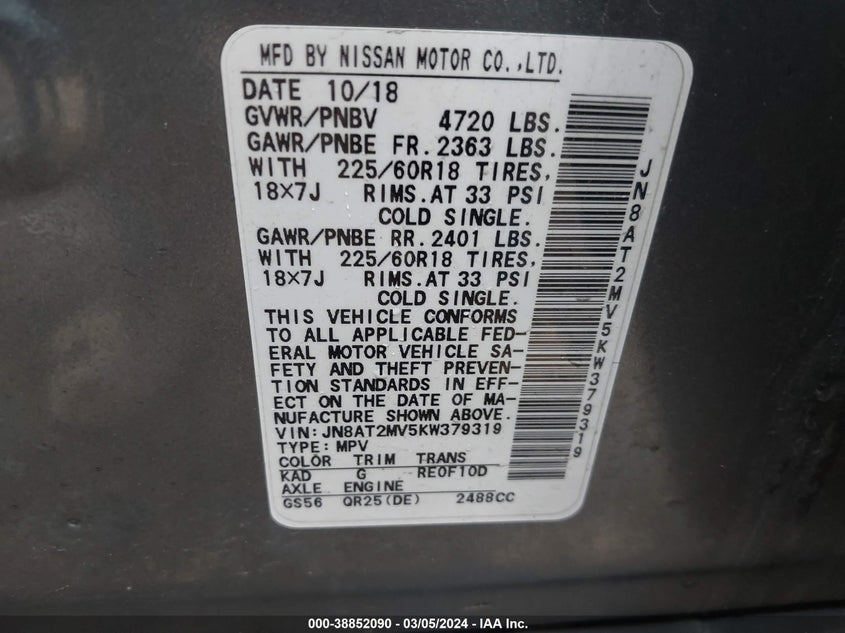 MFD BY NISSAN MOTOR CO.,LTD.
DATE 10/18
GVWR/PNBV 4720 LBS.
GAWR/PNBE FR. 2363 LBS.
WITH 225/60R18 TIRES,
18X7J RIMS. AT 33 PSI
COLD SINGLE.
GAWR/PNBE RR. 2401 LBS.
WITH 225/60R18 TIRES,
18X7J RIMS. AT 33 PSI
COLD SINGLE.
THIS VEHICLE CONFORMS
TO ALL APPLICABLE FED-
ERAL MOTOR VEHICLE SA-
FETY AND THEFT PREVEN-
TION STANDARDS IN EFF-
ECT ON THE DATE OF MA-
NUFACTURE SHOWN ABOVE.
VIN:JN8AT2MV5KW379319
TYPE:MPV
COLOR TRIM TRANS
KAD G RE0F10D
AXLE ENGINE
GS56 QR25(DE) 2488CC
JN8AT2MV5KW379319
000-38852090 - 03/05/2024 - IAA Inc.